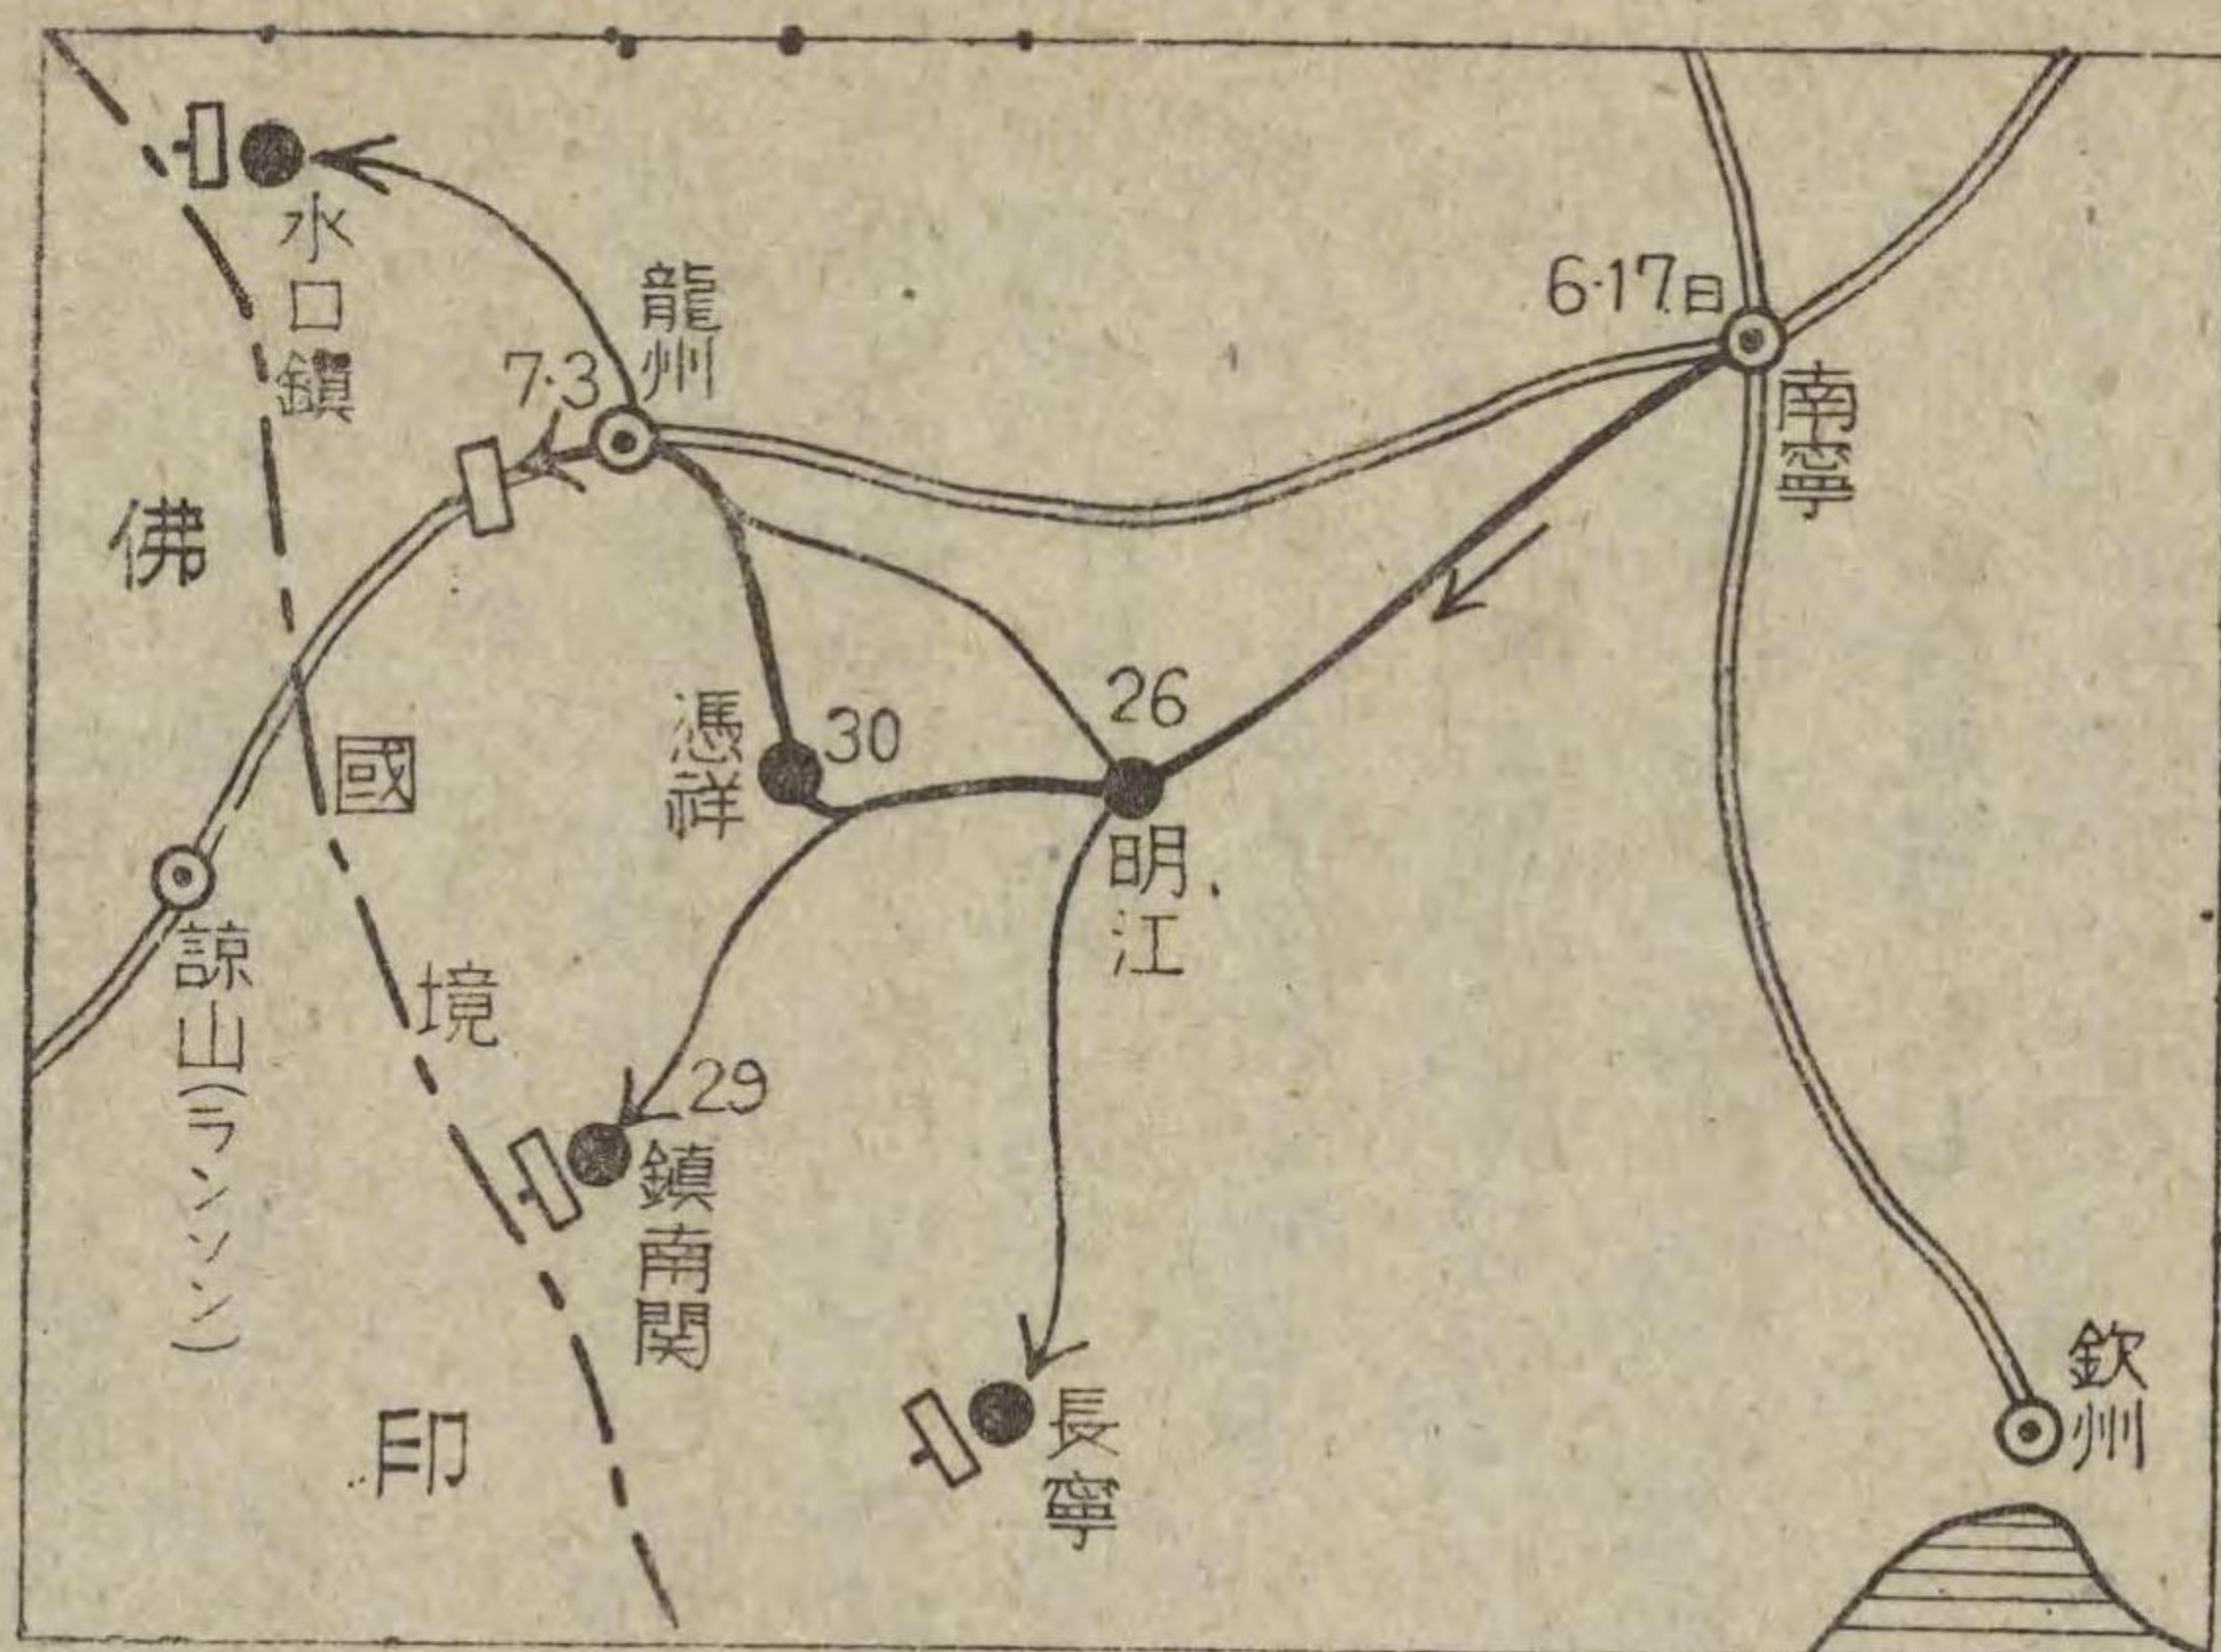 水口鎮
龍州
7·3
6·17日
南寧
佛
國
境
印
憑祥
30
26
明江
諒山(ランソン)
29
鎮南関
長寧
欽州